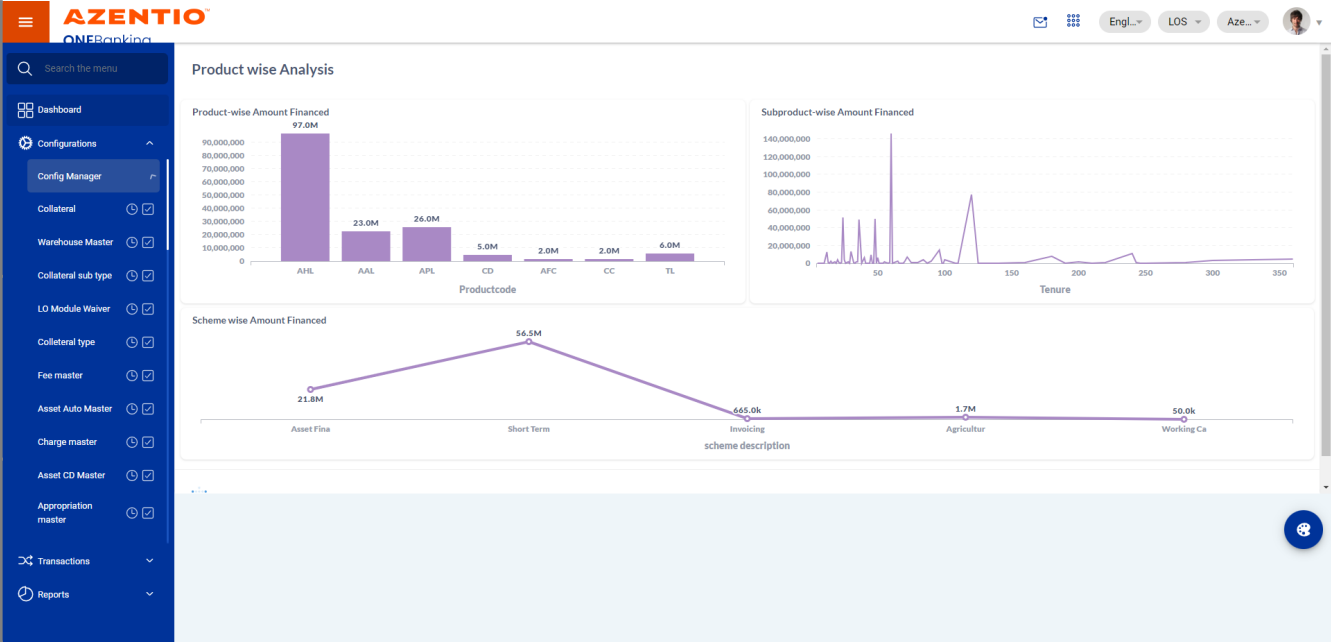 AZENTIO
ONEBanking
Engl...
LOS
Aze...
Search the menu
Dashboard
Configurations
Config Manager
Collateral
Warehouse Master
Collateral sub type
LO Module Waiver
Colleteral type
Fee master
Asset Auto Master
Charge master
Asset CD Master
Appropriation
master
Transactions
Reports
Product wise Analysis
Product-wise Amount Financed
97.0M
90,000,000
80,000,000
70,000,000
60,000,000
50,000,000
40,000,000
30,000,000
20,000,000
10,000,000
0
23.0M
26.0M
5.0M
2.0M
2.0M
6.0M
AHL
AAL
APL
CD
AFC
CC
TL
Productcode
Subproduct-wise Amount Financed
140,000,000
120,000,000
100,000,000
80,000,000
60,000,000
40,000,000
20,000,000
0
50
100
150
200
250
300
350
Tenure
Scheme wise Amount Financed
21.8M
56.5M
665.0k
1.7M
50.0k
Asset Fina
Short Term
Invoicing
Agricultur
Working Ca
scheme description